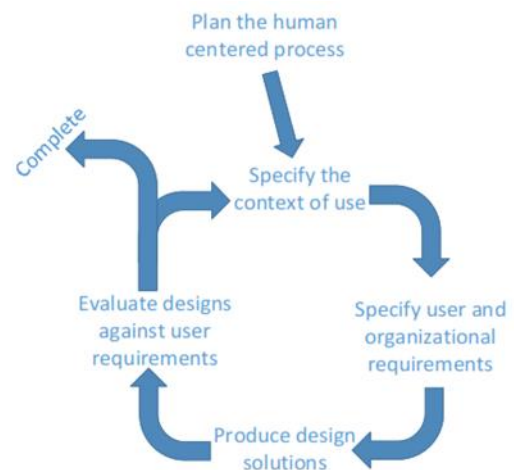 Plan the human
centered process
Complete
Specify the
context of use
Specify user and
organizational
requirements
Produce design
solutions
Evaluate designs
against user
requirements